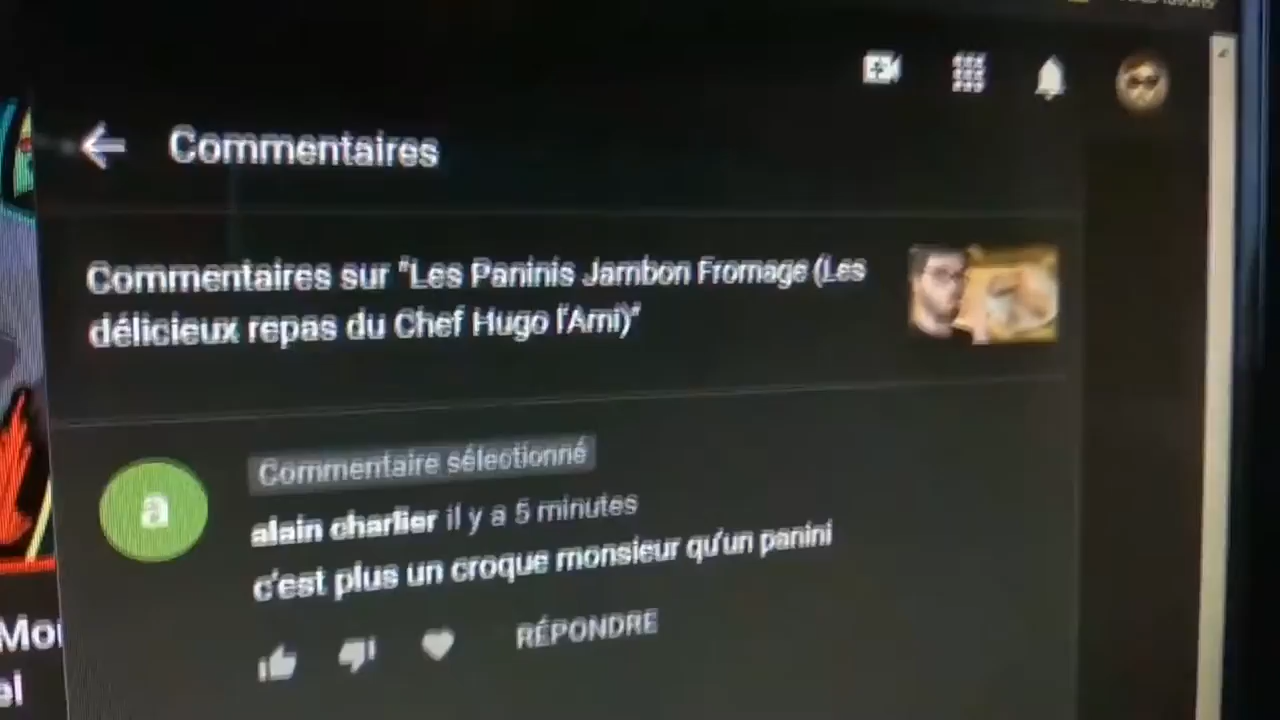 Commentaires
Commentaires sur "Les Paninis Jambon Fromage (Les
délicieux repas du Chef Hugo l'Ami)"
Commentaire sélectionné
a
alain charlier il y a 5 minutes
c'est plus un croque monsieur qu'un panini
RÉPONDRE